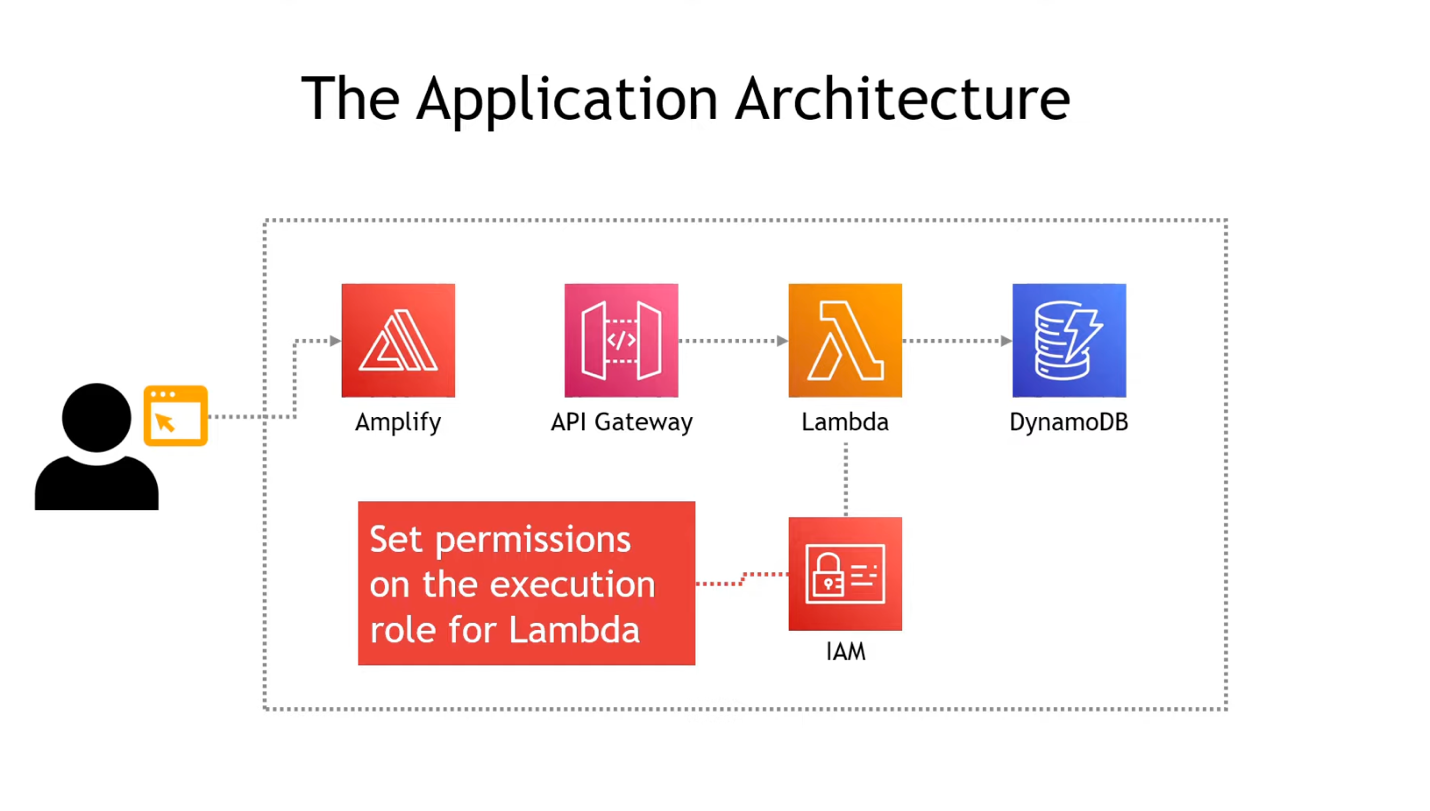 The Application Architecture
Amplify
API Gateway
Lambda
DynamoDB
Set permissions
on the execution
role for Lambda
IAM